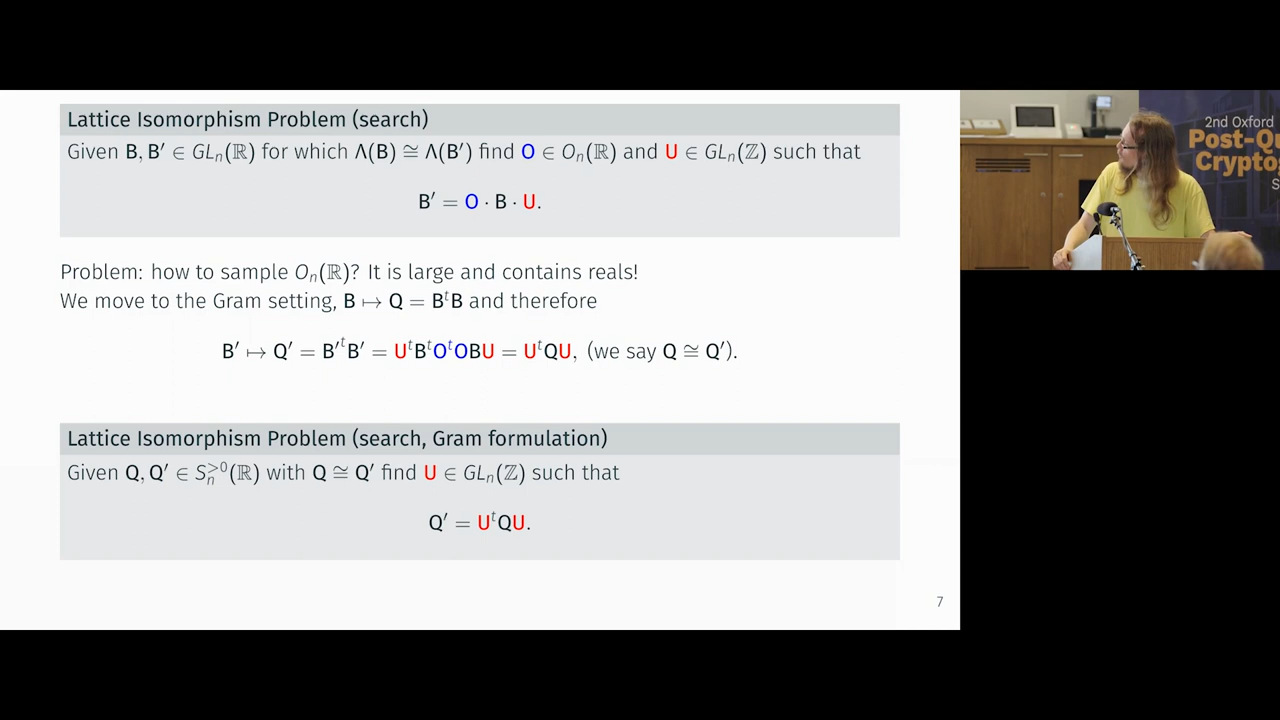 Lattice Isomorphism Problem (search)
Given B, B′ ∈ GLₙ(ℝ) for which Λ(B) ≅ Λ(B′) find O ∈ Oₙ(ℝ) and U ∈ GLₙ(ℤ) such that
B′ = O · B · U.
Problem: how to sample Oₙ(ℝ)? It is large and contains reals!
We move to the Gram setting, B ↦ Q = BᵗB and therefore
B′ ↦ Q′ = B′ᵗB′ = UᵗBᵗOᵗOBU = UᵗQU, (we say Q ≅ Q′).
Lattice Isomorphism Problem (search, Gram formulation)
Given Q, Q′ ∈ Sₙ^{>0}(ℝ) with Q ≅ Q′ find U ∈ GLₙ(ℤ) such that
Q′ = UᵗQU.
7
2nd Oxford
Post-Qu
Cryptog
S